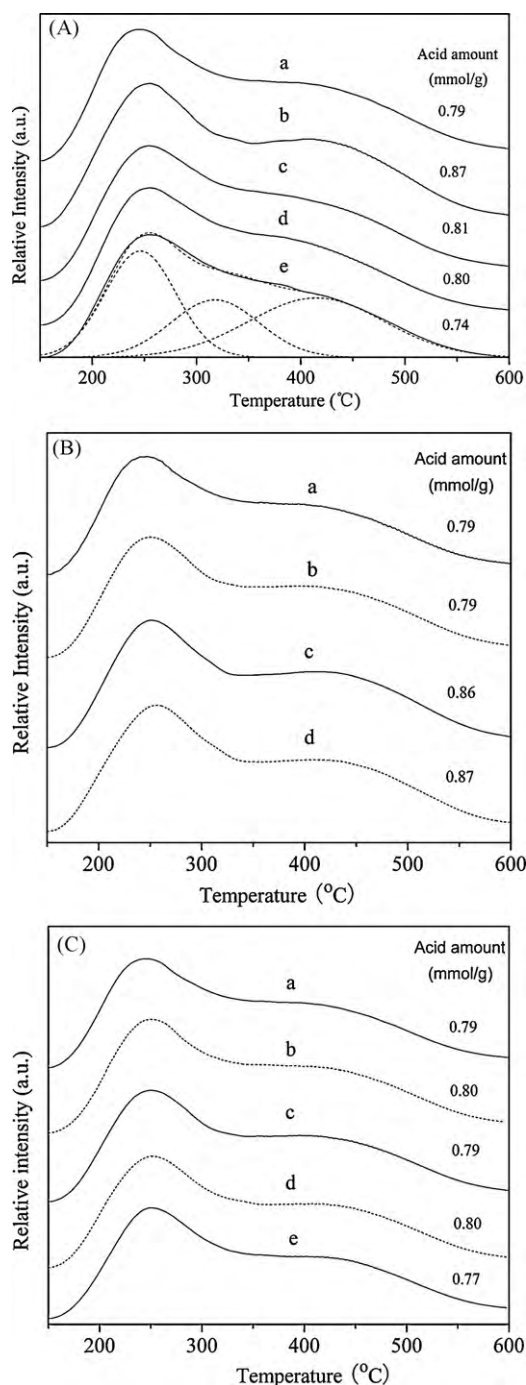 (A)
Acid amount
(mmol/g)
a
0.79
b
0.87
c
0.81
d
0.80
e
0.74
Relative Intensity (a.u.)
200 300 400 500 600
Temperature (℃)
(B)
Acid amount
(mmol/g)
a
0.79
b
0.79
c
0.86
d
0.87
Relative Intensity (a.u.)
200 300 400 500 600
Temperature (°C)
(C)
Acid amount
(mmol/g)
a
0.79
b
0.80
c
0.79
d
0.80
e
0.77
Relative intensity (a.u.)
200 300 400 500 600
Temperature (°C)